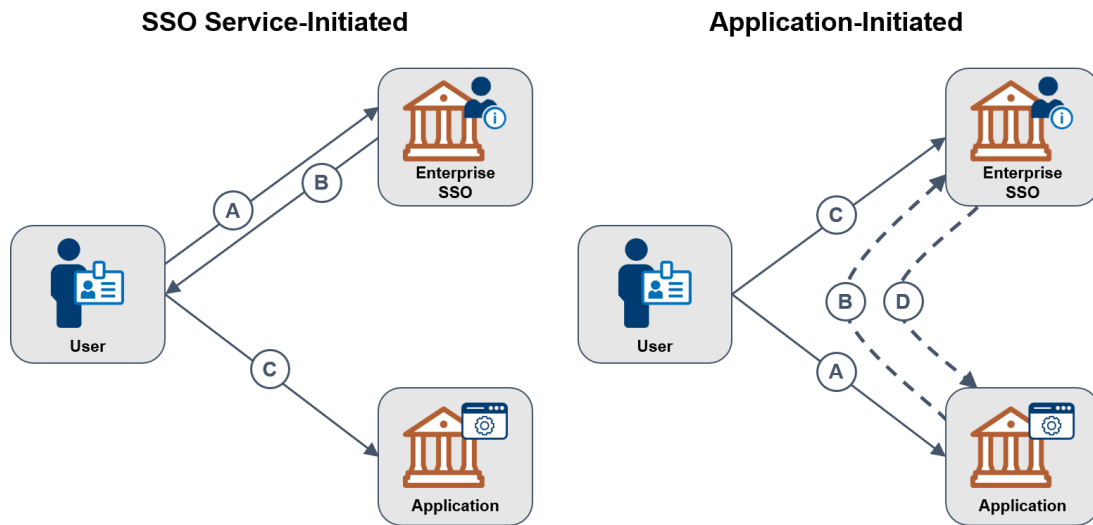 SSO Service-Initiated
Application-Initiated
i
Enterprise
SSO
A
B
User
C
Application
i
Enterprise
SSO
C
User
B
D
A
Application